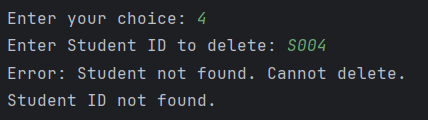 Enter your choice: 4
Enter Student ID to delete: S004
Error: Student not found. Cannot delete.
Student ID not found.